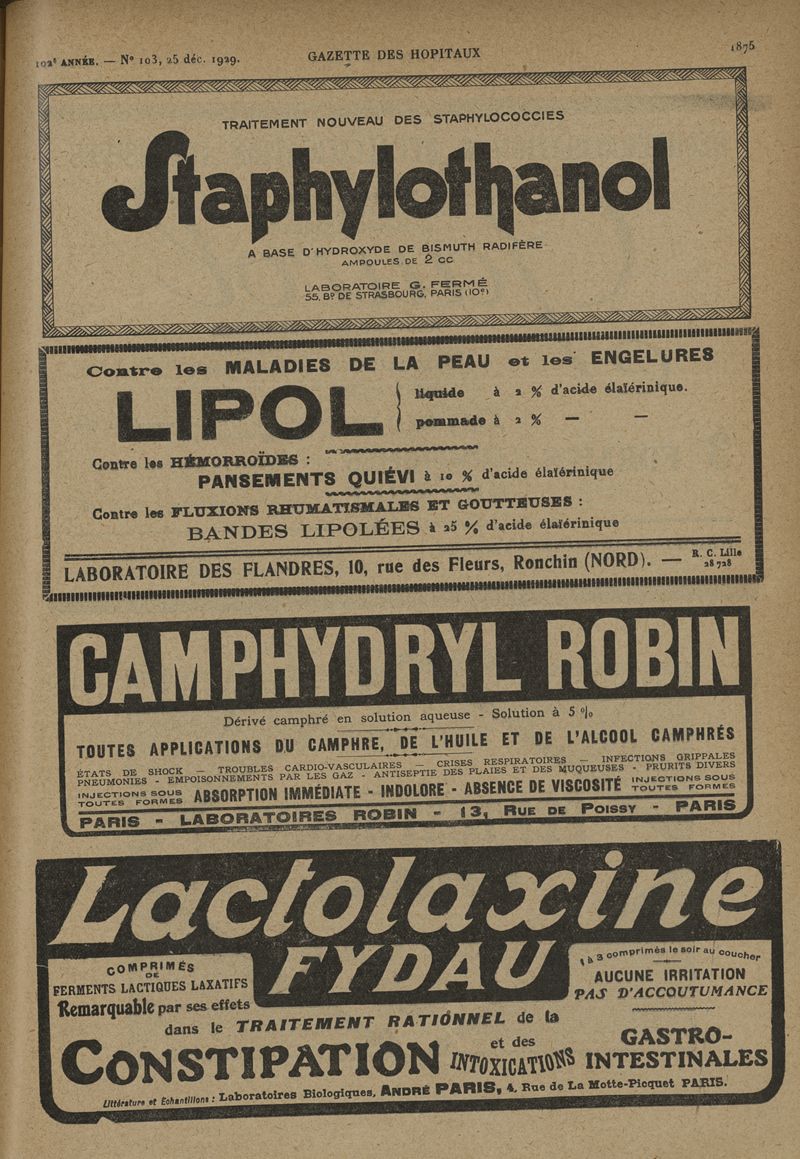 102e ANNÉE. — No 103, 25 déc. 1929.
GAZETTE DES HOPITAUX
1875
TRAITEMENT NOUVEAU DES STAPHYLOCOCCIES
Staphylothanol
A BASE D'HYDROXYDE DE BISMUTH RADIFÈRE
AMPOULES DE 2 CC
LABORATOIRE G. FERMÉ
55, BD DE STRASBOURG, PARIS (10e)
Contre les MALADIES DE LA PEAU et les ENGELURES
LIPOL { liquide à 2 % d'acide élaïérinique.
pommade à 2 % — —
Contre les HÉMORROÏDES :
PANSEMENTS QUIÉVI à 10 % d'acide élaïérinique
Contre les FLUXIONS RHUMATISMALES ET GOUTTEUSES :
BANDES LIPOLÉES à 25 % d'acide élaïérinique
LABORATOIRE DES FLANDRES, 10, rue des Fleurs, Ronchin (NORD). — R. C. Lille
28728
CAMPHYDRYL ROBIN
Dérivé camphré en solution aqueuse - Solution à 5 %
TOUTES APPLICATIONS DU CAMPHRE, DE L'HUILE ET DE L'ALCOOL CAMPHRÉS
ÉTATS DE SHOCK — TROUBLES CARDIO-VASCULAIRES — CRISES RESPIRATOIRES — INFECTIONS GRIPPALES
PNEUMONIES - EMPOISONNEMENTS PAR LES GAZ - ANTISEPTIE DES PLAIES ET DES MUQUEUSES - PRURITS DIVERS
INJECTIONS SOUS
TOUTES FORMES
ABSORPTION IMMÉDIATE - INDOLORE - ABSENCE DE VISCOSITÉ
INJECTIONS SOUS
TOUTES FORMES
PARIS - LABORATOIRES ROBIN - 13, RUE DE POISSY - PARIS
Lactolaxine
FYDAU
COMPRIMÉS
DE
FERMENTS LACTIQUES LAXATIFS
1 à 3 comprimés le soir au coucher
AUCUNE IRRITATION
PAS D'ACCOUTUMANCE
Remarquable par ses effets
dans le TRAITEMENT RATIONNEL de la
CONSTIPATION et des
INTOXICATIONS
GASTRO-
INTESTINALES
Littérature et Échantillons : Laboratoires Biologiques, ANDRÉ PARIS, 4, Rue de La Motte-Picquet PARIS.